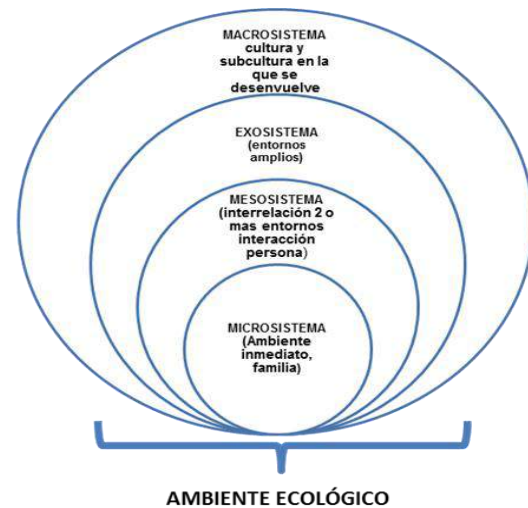 MACROSISTEMA
cultura y
subcultura en la
que se
desenvuelve
EXOSISTEMA
(entornos
amplios)
MESOSISTEMA
(interrelación 2 o
mas entornos
interacción
persona)
MICROSISTEMA
(Ambiente
inmediato,
familia)
AMBIENTE ECOLÓGICO